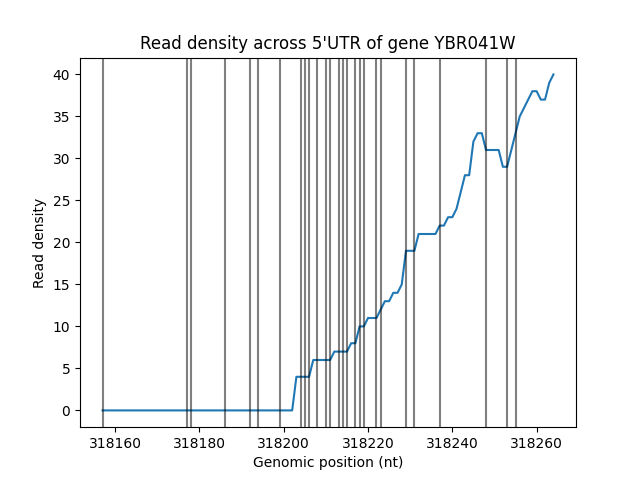 Read density across 5'UTR of gene YBR041W
40
35
30
25
20
15
10
5
0
Read density
318160 318180 318200 318220 318240 318260
Genomic position (nt)